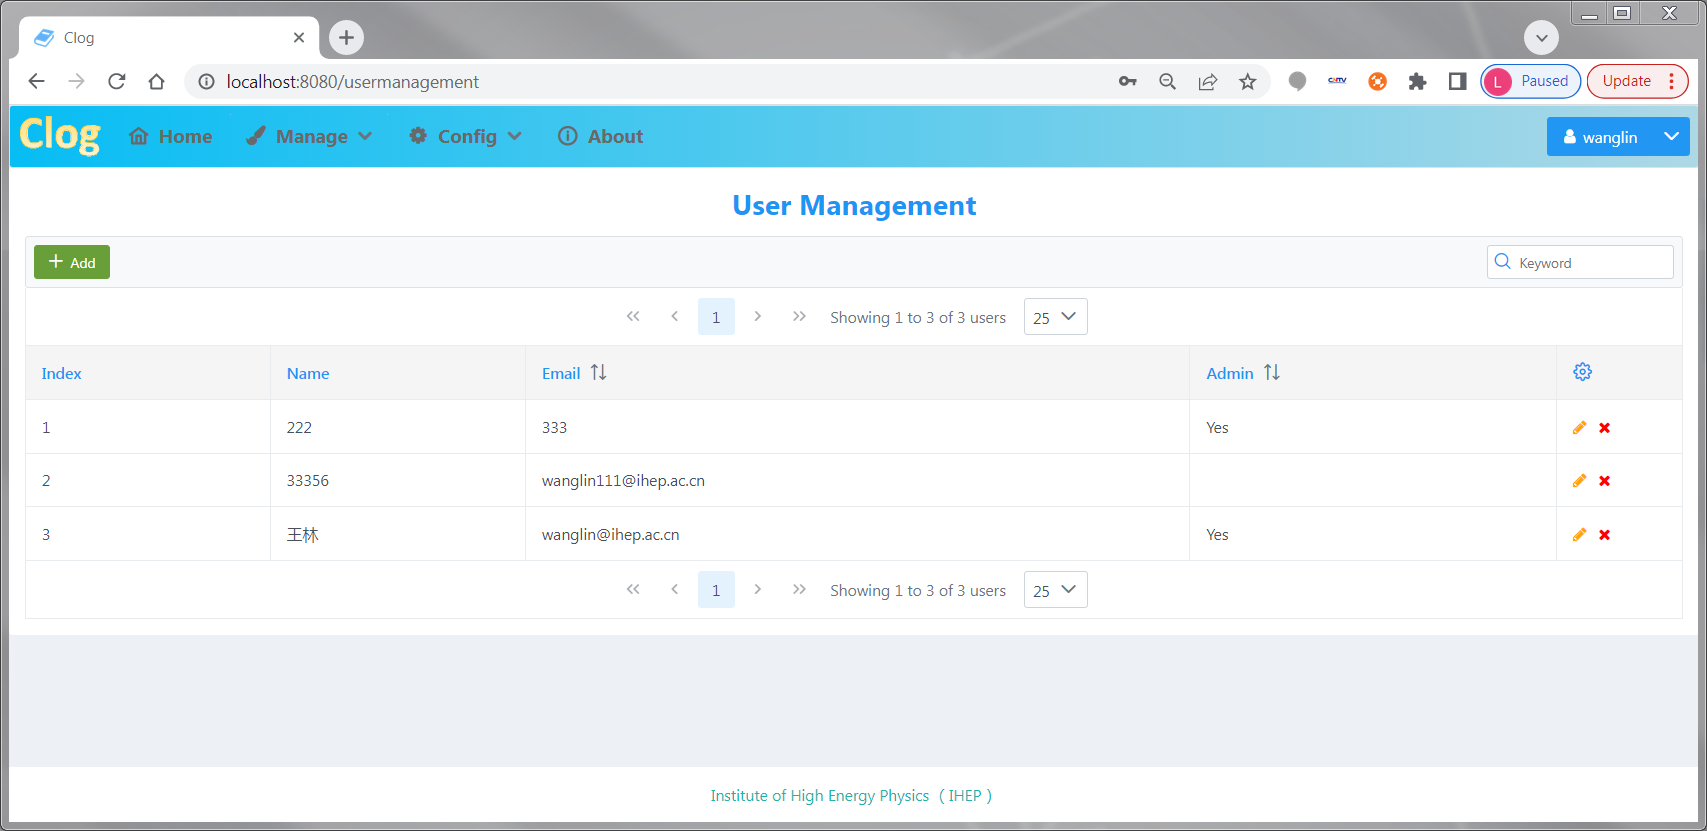 Clog
localhost:8080/usermanagement
L Paused
Update
Clog Home Manage Config About
wanglin
User Management
Add
Keyword
1 Showing 1 to 3 of 3 users 25
Index Name Email Admin
1 222 333 Yes
2 33356 wanglin111@ihep.ac.cn
3 王林 wanglin@ihep.ac.cn Yes
1 Showing 1 to 3 of 3 users 25
Institute of High Energy Physics ( IHEP )